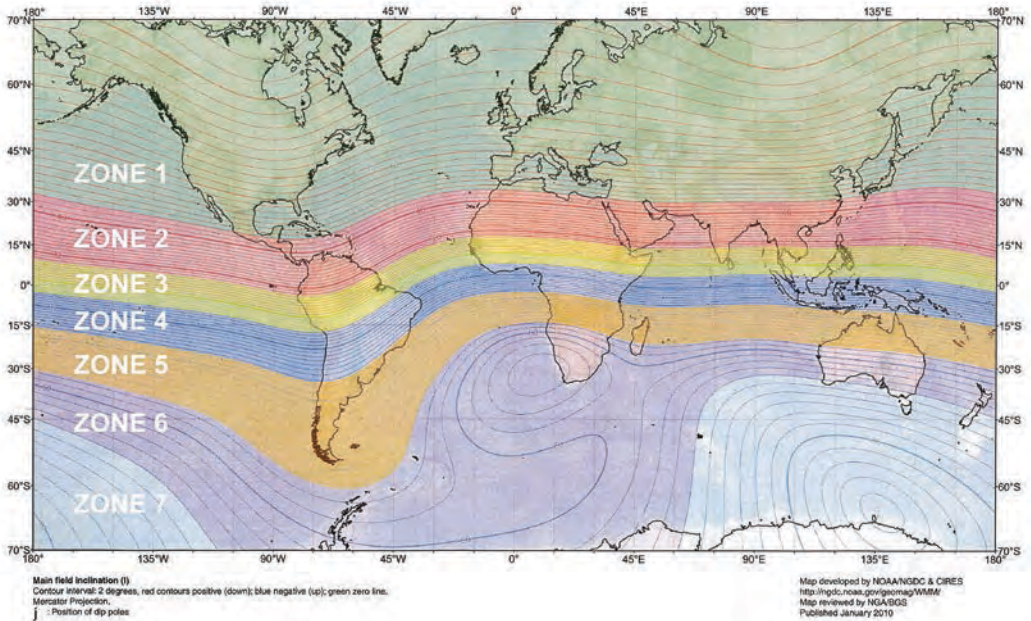 180° 135°W 90°W 45°W 0° 45°E 90°E 135°E 180°
70°N 70°N
60°N 60°N
45°N 45°N
ZONE 1
30°N 30°N
ZONE 2
15°N 15°N
ZONE 3
0° 0°
ZONE 4
15°S 15°S
ZONE 5
30°S 30°S
ZONE 6
45°S 45°S
ZONE 7
60°S 60°S
70°S 70°S
180° 135°W 90°W 45°W 0° 45°E 90°E 135°E 180°
Main field inclination (I)
Contour interval: 2 degrees, red contours positive (down); blue negative (up); green zero line.
Mercator Projection.
j : Position of dip poles
Map developed by NOAA/NGDC & CIRES
http://ngdc.noaa.gov/geomag/WMM/
Map reviewed by NGA/BGS
Published January 2010